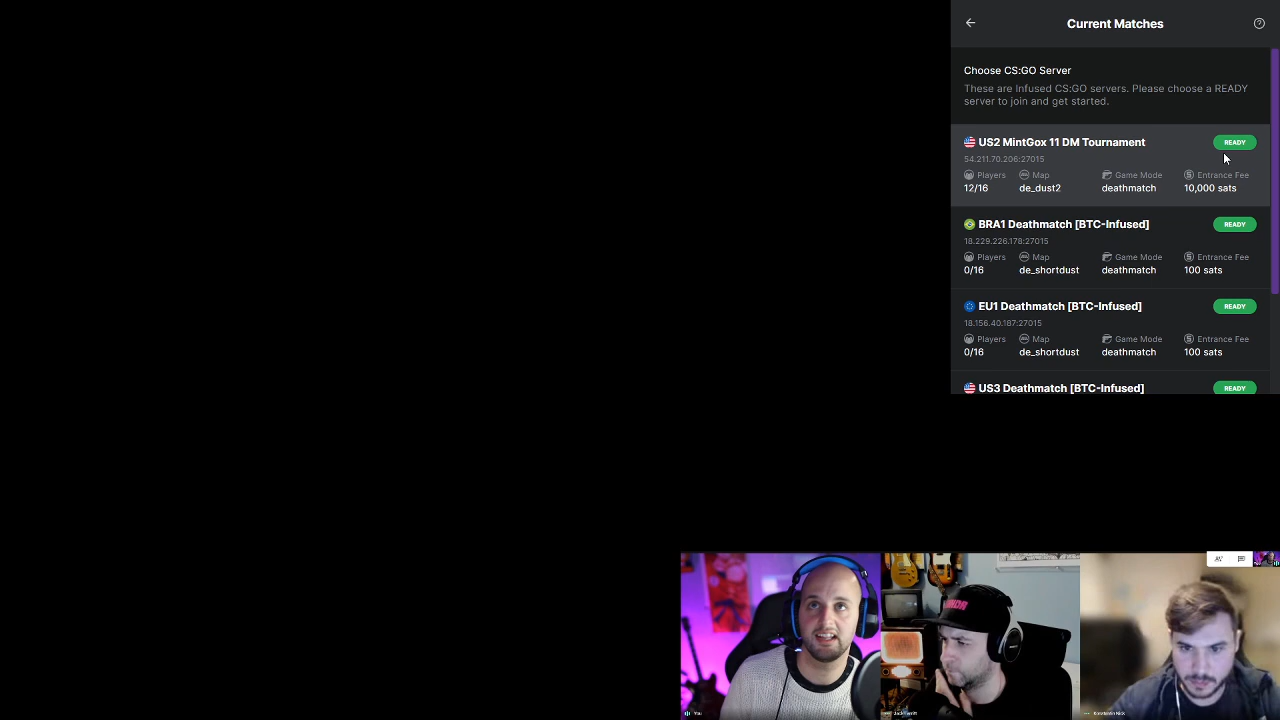 Current Matches
Choose CS:GO Server
These are Infused CS:GO servers. Please choose a READY
server to join and get started.
US2 MintGox 11 DM Tournament READY
54.211.70.206:27015
Players Map Game Mode Entrance Fee
12/16 de_dust2 deathmatch 10,000 sats
BRA1 Deathmatch [BTC-Infused] READY
18.229.226.178:27015
Players Map Game Mode Entrance Fee
0/16 de_shortdust deathmatch 100 sats
EU1 Deathmatch [BTC-Infused] READY
18.156.40.187:27015
Players Map Game Mode Entrance Fee
0/16 de_shortdust deathmatch 100 sats
US3 Deathmatch [BTC-Infused] READY
You
Konstantin Nick